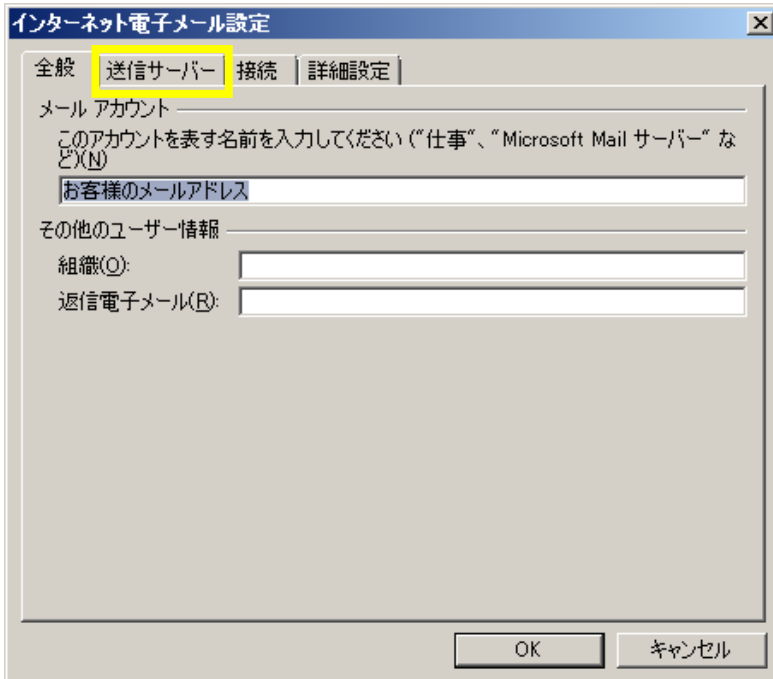 インターネット電子メール設定
全般 送信サーバー 接続 詳細設定
メール アカウント
このアカウントを表す名前を入力してください ("仕事"、"Microsoft Mail サーバー" な
ど)(N)
お客様のメールアドレス
その他のユーザー情報
組織(O):
返信電子メール(R):
OK キャンセル